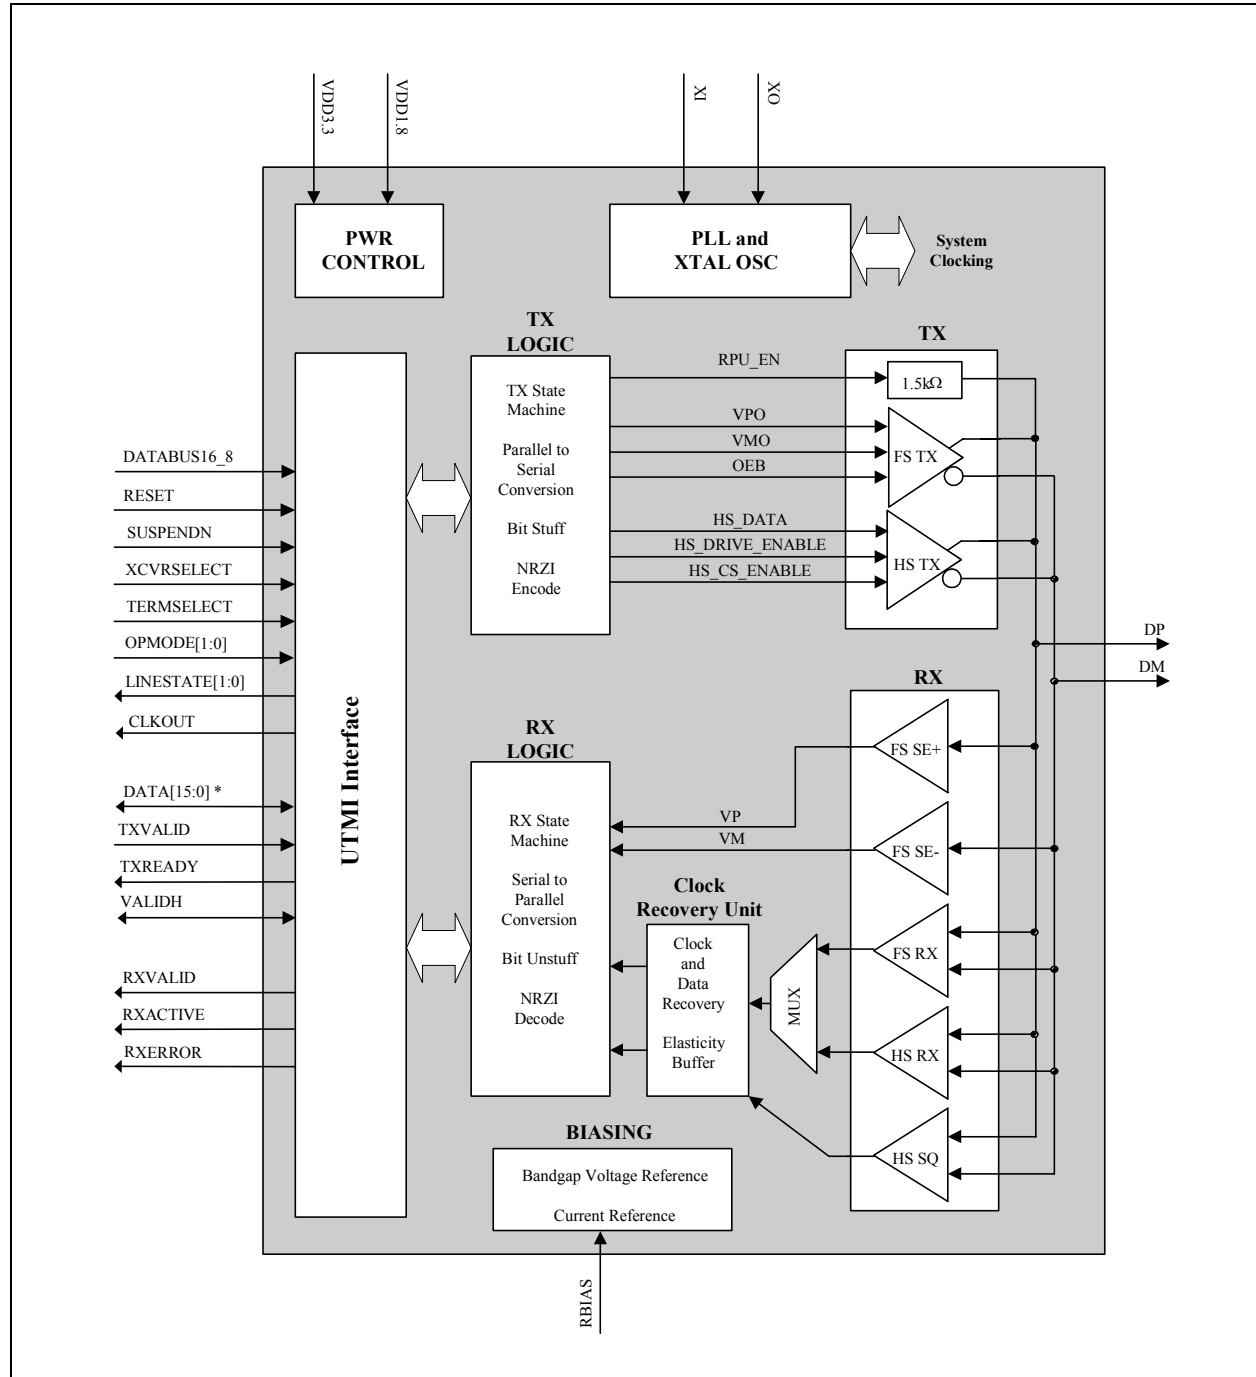 VDD3.3
VDD1.8
XI
XO
PWR
CONTROL
PLL and
XTAL OSC
System
Clocking
TX
LOGIC
TX State
Machine
Parallel to
Serial
Conversion
Bit Stuff
NRZI
Encode
RPU_EN
VPO
VMO
OEB
HS_DATA
HS_DRIVE_ENABLE
HS_CS_ENABLE
TX
1.5kΩ
FS TX
HS TX
DP
DM
DATABUS16_8
RESET
SUSPENDN
XCVRSELECT
TERMSELECT
OPMODE[1:0]
LINESTATE[1:0]
CLKOUT
DATA[15:0] *
TXVALID
TXREADY
VALIDH
RXVALID
RXACTIVE
RXERROR
UTMI Interface
RX
LOGIC
RX State
Machine
Serial to
Parallel
Conversion
Bit Unstuff
NRZI
Decode
VP
VM
Clock
Recovery Unit
Clock
and
Data
Recovery
Elasticity
Buffer
MUX
RX
FS SE+
FS SE-
FS RX
HS RX
HS SQ
BIASING
Bandgap Voltage Reference
Current Reference
RBIAS